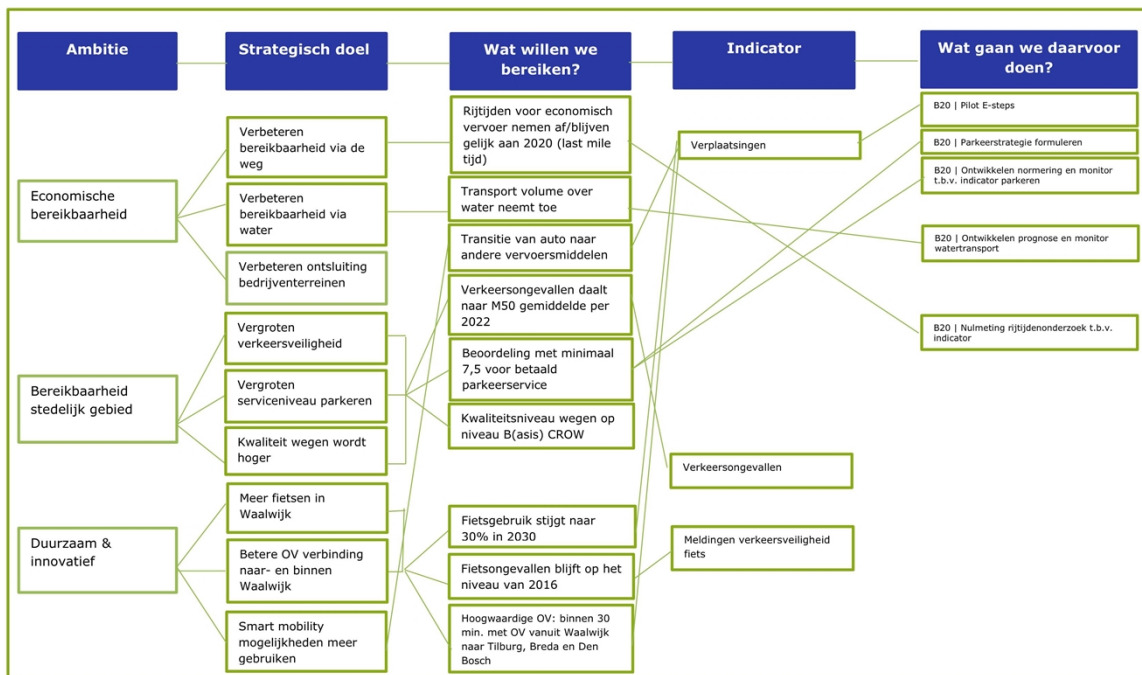 Ambitie
Strategisch doel
Wat willen we
bereiken?
Indicator
Wat gaan we daarvoor
doen?
Economische
bereikbaarheid
Bereikbaarheid
stedelijk gebied
Duurzaam &
innovatief
Verbeteren
bereikbaarheid via de
weg
Verbeteren
bereikbaarheid via
water
Verbeteren ontsluiting
bedrijventerreinen
Vergroten
verkeersveiligheid
Vergroten
serviceniveau parkeren
Kwaliteit wegen wordt
hoger
Meer fietsen in
Waalwijk
Betere OV verbinding
naar- en binnen
Waalwijk
Smart mobility
mogelijkheden meer
gebruiken
Rijtijden voor economisch
vervoer nemen af/blijven
gelijk aan 2020 (last mile
tijd)
Transport volume over
water neemt toe
Transitie van auto naar
andere vervoersmiddelen
Verkeersongevallen daalt
naar M50 gemiddelde per
2022
Beoordeling met minimaal
7,5 voor betaald
parkeerservice
Kwaliteitsniveau wegen op
niveau B(asis) CROW
Fietsgebruik stijgt naar
30% in 2030
Fietsongevallen blijft op het
niveau van 2016
Hoogwaardige OV: binnen 30
min. met OV vanuit Waalwijk
naar Tilburg, Breda en Den
Bosch
Verplaatsingen
Verkeersongevallen
Meldingen verkeersveiligheid
fiets
B20 | Pilot E-steps
B20 | Parkeerstrategie formuleren
B20 | Ontwikkelen normering en monitor
t.b.v. indicator parkeren
B20 | Ontwikkelen prognose en monitor
watertransport
B20 | Nulmeting rijtijdenonderzoek t.b.v.
indicator